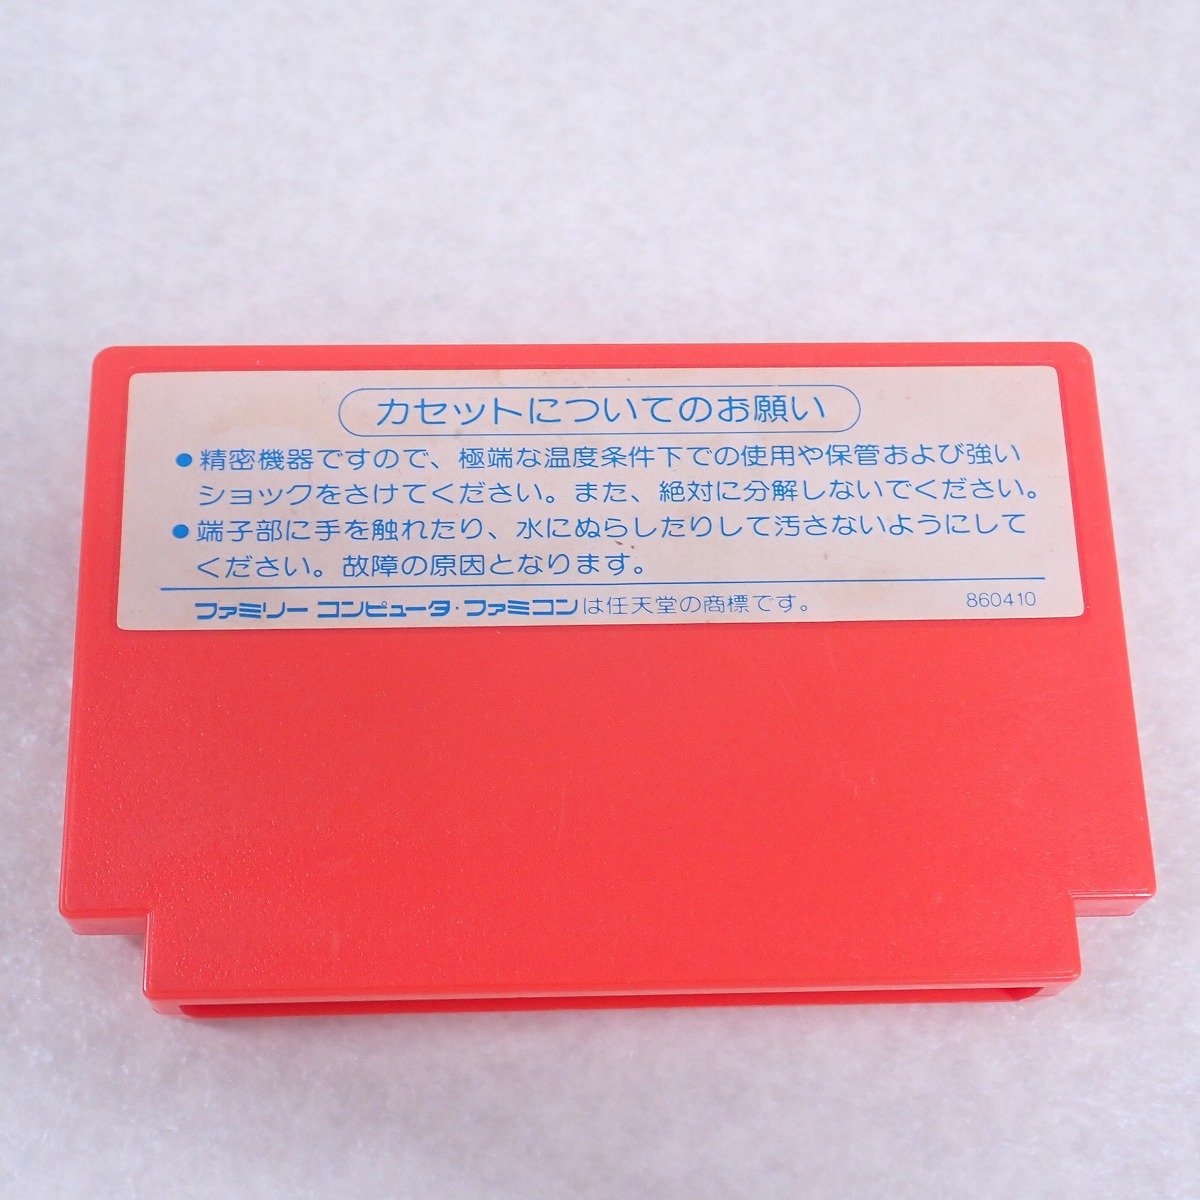 カセットについてのお願い
●精密機器ですので、極端な温度条件下での使用や保管および強い
ショックをさけてください。また、絶対に分解しないでください。
●端子部に手を触れたり、水にぬらしたりして汚さないようにして
ください。故障の原因となります。
ファミリー コンピュータ・ファミコンは任天堂の商標です。 860410